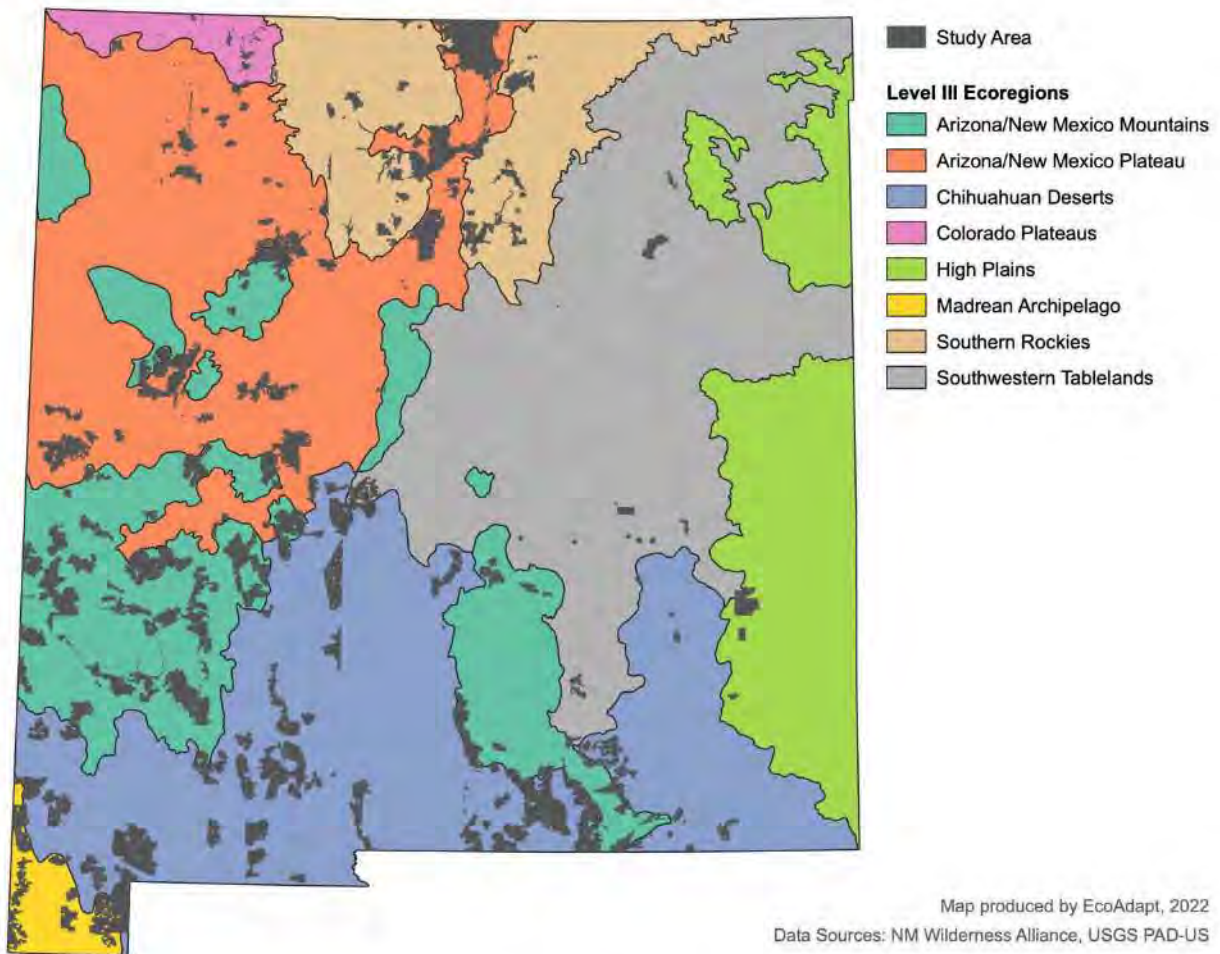 Study Area
Level III Ecoregions
Arizona/New Mexico Mountains
Arizona/New Mexico Plateau
Chihuahuan Deserts
Colorado Plateaus
High Plains
Madrean Archipelago
Southern Rockies
Southwestern Tablelands
Map produced by EcoAdapt, 2022
Data Sources: NM Wilderness Alliance, USGS PAD-US